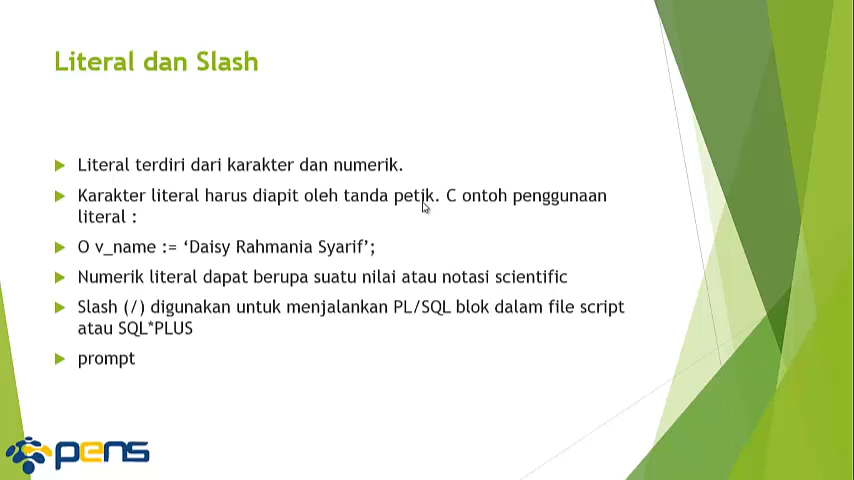 Literal dan Slash
Literal terdiri dari karakter dan numerik.
Karakter literal harus diapit oleh tanda petik. C ontoh penggunaan
literal :
O v_name := ‘Daisy Rahmania Syarif’;
Numerik literal dapat berupa suatu nilai atau notasi scientific
Slash (/) digunakan untuk menjalankan PL/SQL blok dalam file script
atau SQL*PLUS
prompt
pens